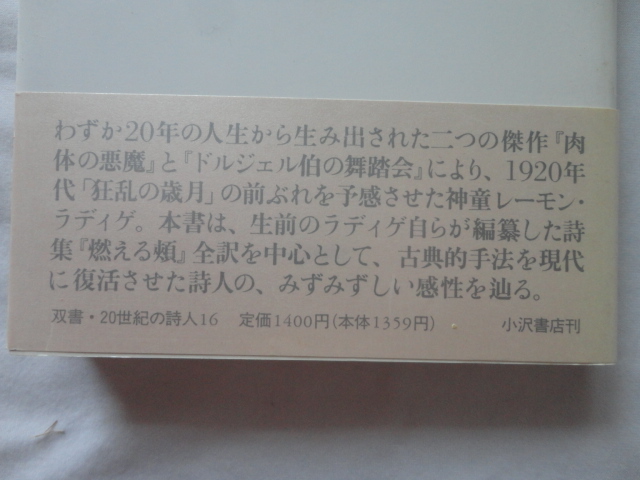 わずか20年の人生から生み出された二つの傑作『肉
体の悪魔』と『ドルジェル伯の舞踏会』により、1920年
代「狂乱の歳月」の前ぶれを予感させた神童レーモン・
ラディゲ。本書は、生前のラディゲ自らが編纂した詩
集『燃える頰』全訳を中心として、古典的手法を現代
に復活させた詩人の、みずみずしい感性を辿る。
双書・20世紀の詩人16 定価1400円(本体1359円) 小沢書店刊